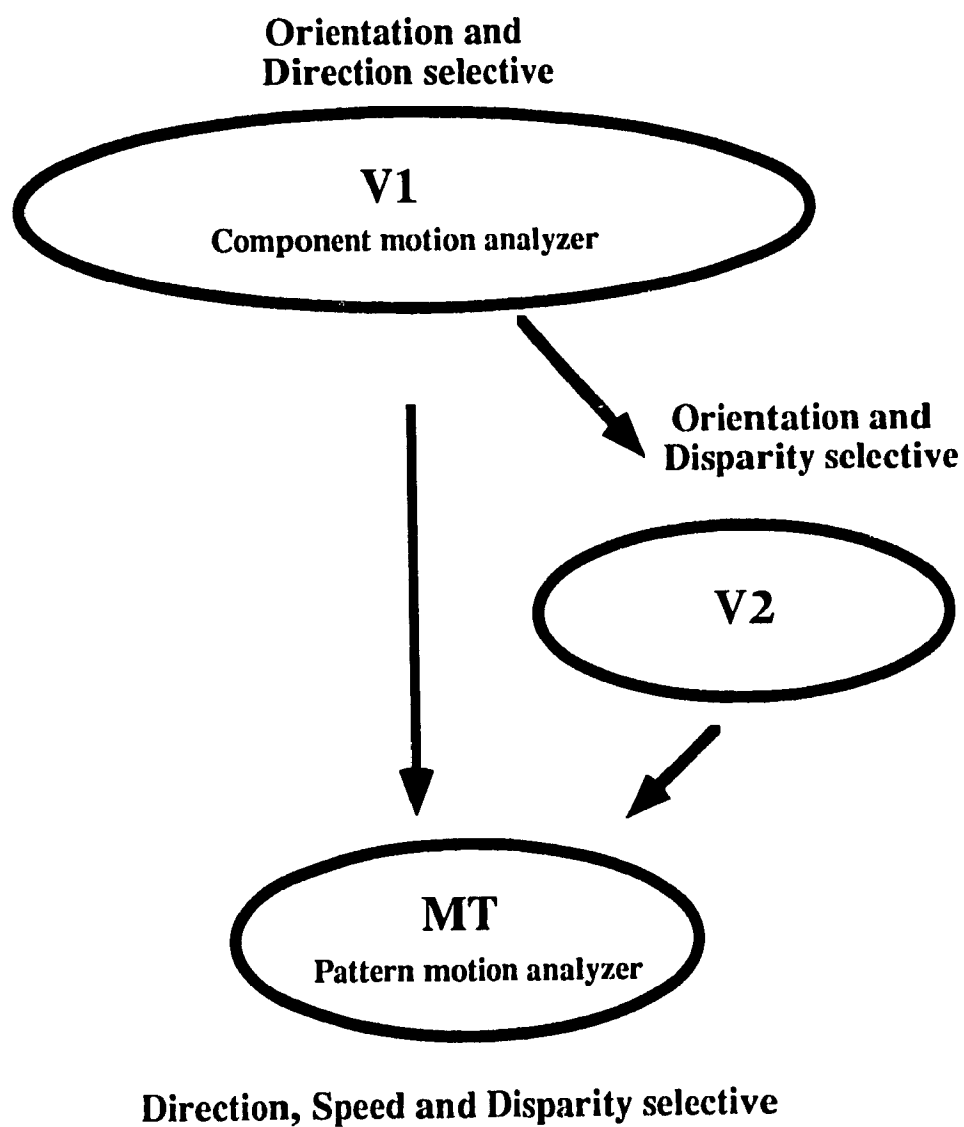 Orientation and
Direction selective
V1
Component motion analyzer
Orientation and
Disparity selective
V2
MT
Pattern motion analyzer
Direction, Speed and Disparity selective